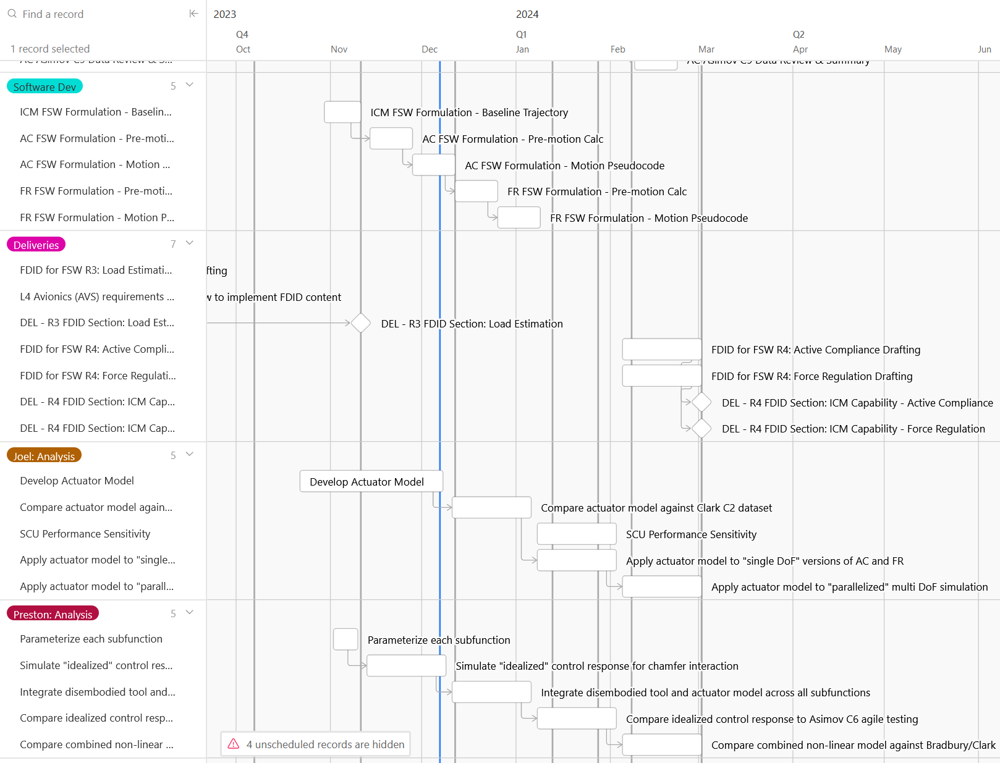 Find a record
2023
2024
Q4
Q1
Q2
1 record selected
Oct
Nov
Dec
Jan
Feb
Mar
Apr
May
Jun
AC Asimov C9 Data Review & S...
AC Asimov C9 Data Review & Summary
Software Dev
5
ICM FSW Formulation - Baselin...
ICM FSW Formulation - Baseline Trajectory
AC FSW Formulation - Pre-moti...
AC FSW Formulation - Pre-motion Calc
AC FSW Formulation - Motion ...
AC FSW Formulation - Motion Pseudocode
FR FSW Formulation - Pre-moti...
FR FSW Formulation - Pre-motion Calc
FR FSW Formulation - Motion P...
FR FSW Formulation - Motion Pseudocode
Deliveries
7
FDID for FSW R3: Load Estimati...
fting
L4 Avionics (AVS) requirements ...
w to implement FDID content
DEL - R3 FDID Section: Load Est...
DEL - R3 FDID Section: Load Estimation
FDID for FSW R4: Active Compli...
FDID for FSW R4: Active Compliance Drafting
FDID for FSW R4: Force Regulati...
FDID for FSW R4: Force Regulation Drafting
DEL - R4 FDID Section: ICM Cap...
DEL - R4 FDID Section: ICM Capability - Active Compliance
DEL - R4 FDID Section: ICM Cap...
DEL - R4 FDID Section: ICM Capability - Force Regulation
Joel: Analysis
5
Develop Actuator Model
Develop Actuator Model
Compare actuator model again...
Compare actuator model against Clark C2 dataset
SCU Performance Sensitivity
SCU Performance Sensitivity
Apply actuator model to "single...
Apply actuator model to "single DoF" versions of AC and FR
Apply actuator model to "parall...
Apply actuator model to "parallelized" multi DoF simulation
Preston: Analysis
5
Parameterize each subfunction
Parameterize each subfunction
Simulate "idealized" control res...
Simulate "idealized" control response for chamfer interaction
Integrate disembodied tool and...
Integrate disembodied tool and actuator model across all subfunctions
Compare idealized control resp...
Compare idealized control response to Asimov C6 agile testing
Compare combined non-linear ...
Compare combined non-linear model against Bradbury/Clark
4 unscheduled records are hidden